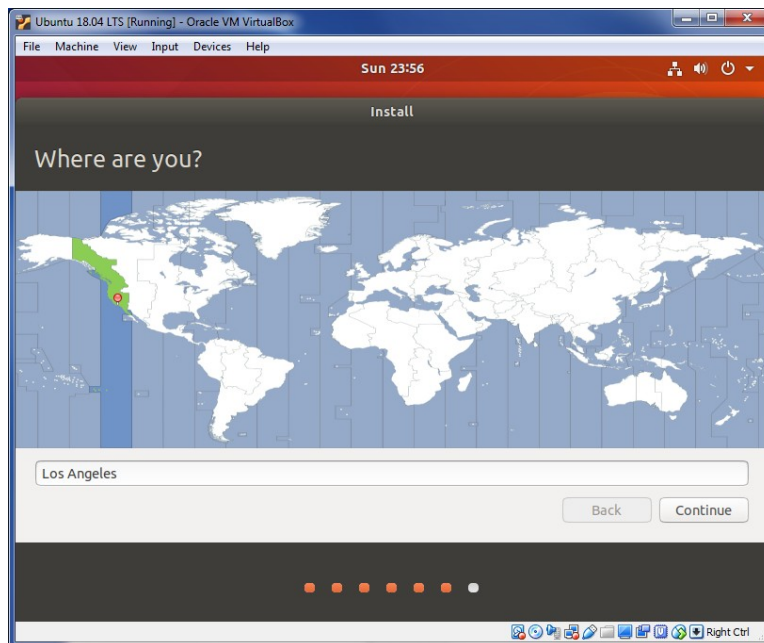 Ubuntu 18.04 LTS [Running] - Oracle VM VirtualBox
File Machine View Input Devices Help
Sun 23:56
Install
Where are you?
Los Angeles
Back Continue
Right Ctrl